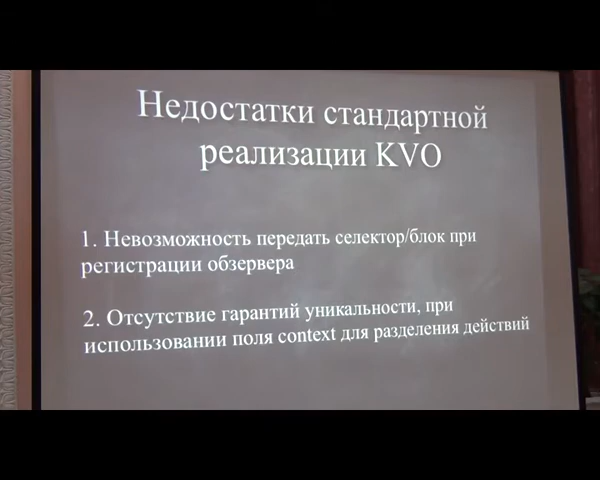 Недостатки стандартной
реализации KVO
1. Невозможность передать селектор/блок при
регистрации обзервера
2. Отсутствие гарантий уникальности, при
использовании поля context для разделения действий